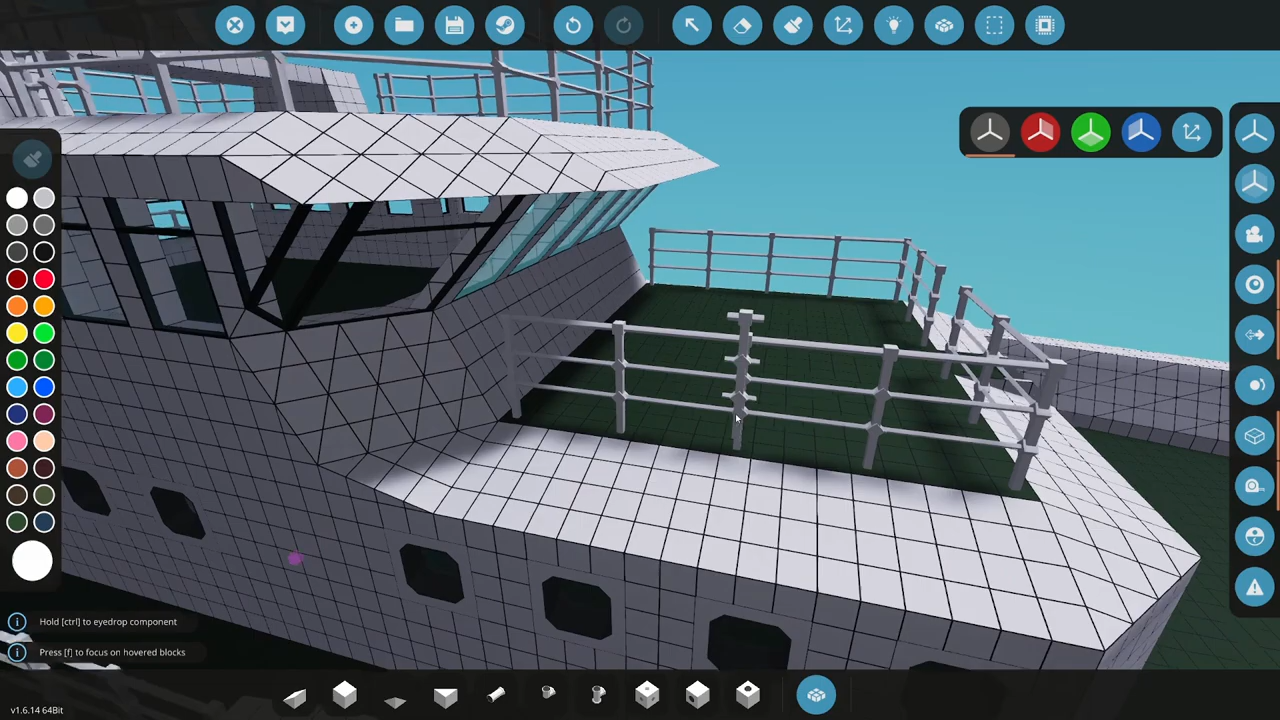 Hold [ctrl] to eyedrop component
Press [f] to focus on hovered blocks
v1.6.14 64Bit